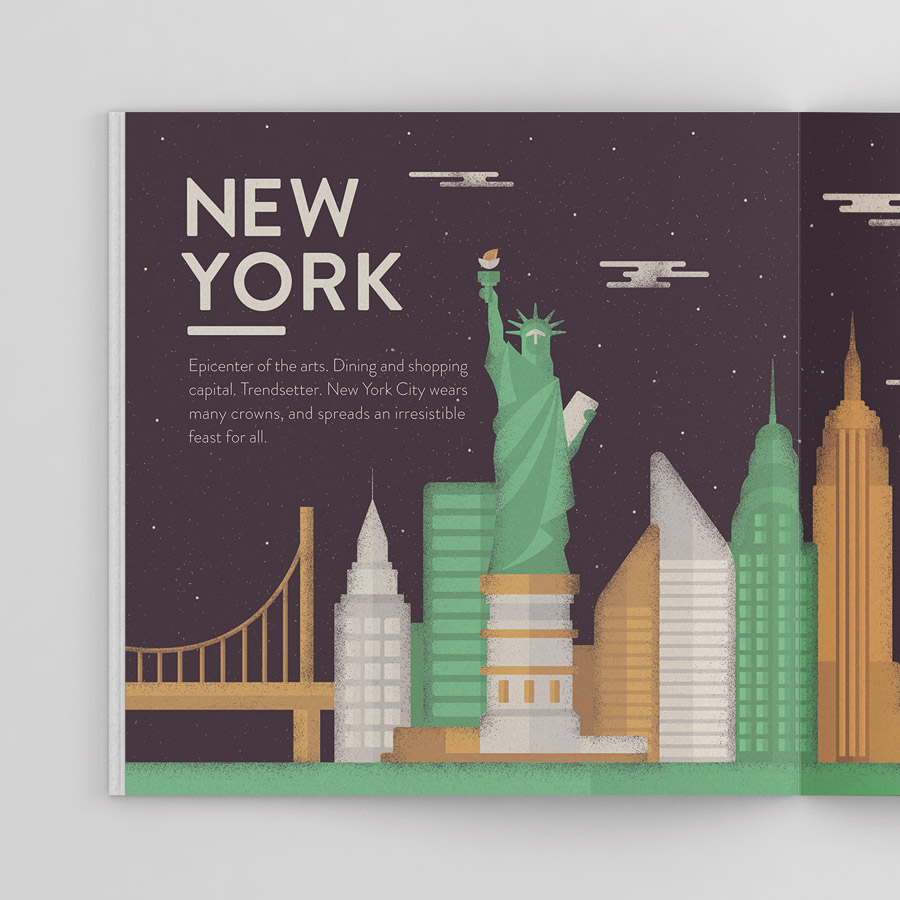 NEW
YORK
Epicenter of the arts. Dining and shopping
capital. Trendsetter. New York City wears
many crowns, and spreads an irresistible
feast for all.